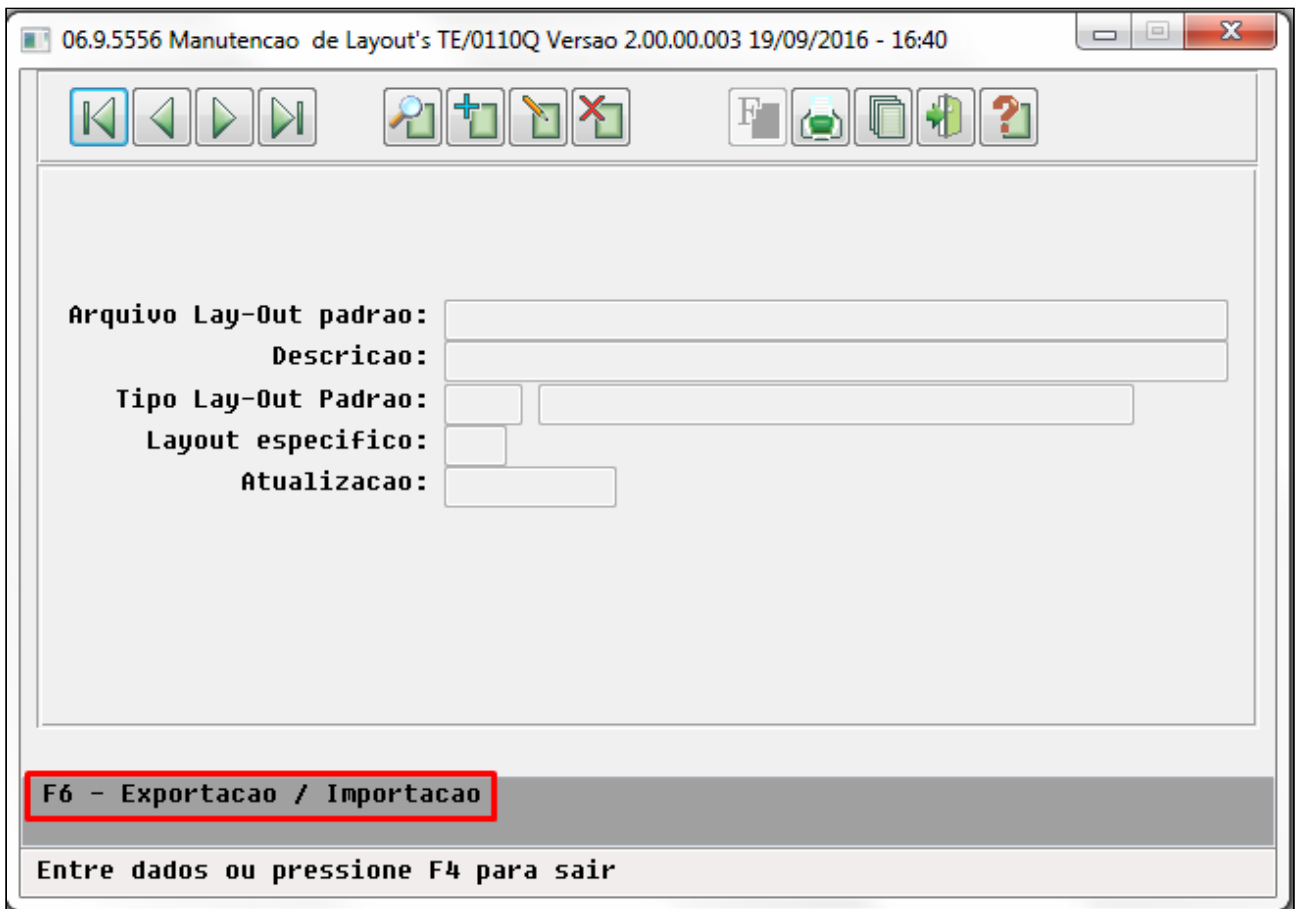 06.9.5556 Manutencao  de Layout's TE/0110Q Versao 2.00.00.003 19/09/2016 - 16:40
F
Arquivo Lay-Out padrao:
Descricao:
Tipo Lay-Out Padrao:
Layout especifico:
Atualizacao:
F6 - Exportacao / Importacao
Entre dados ou pressione F4 para sair